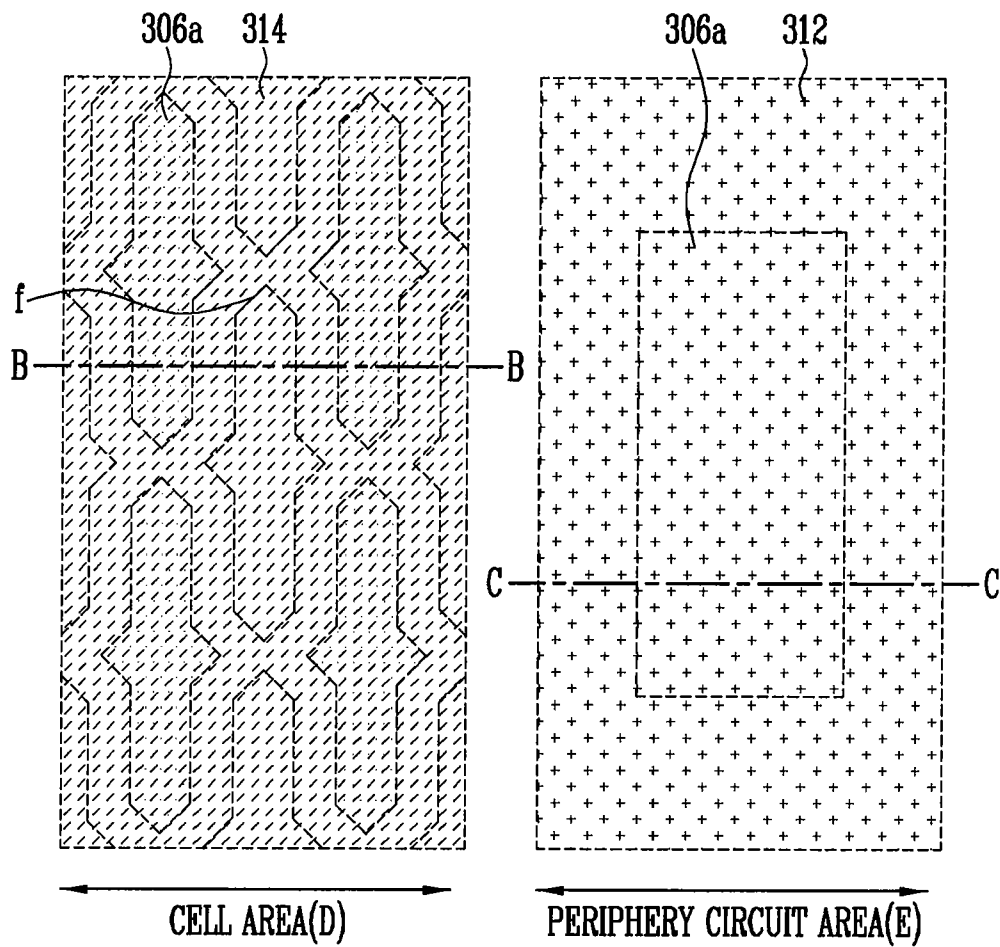 306a 314 306a 312
f
B B
C C
CELL AREA(D) PERIPHERY CIRCUIT AREA(E)